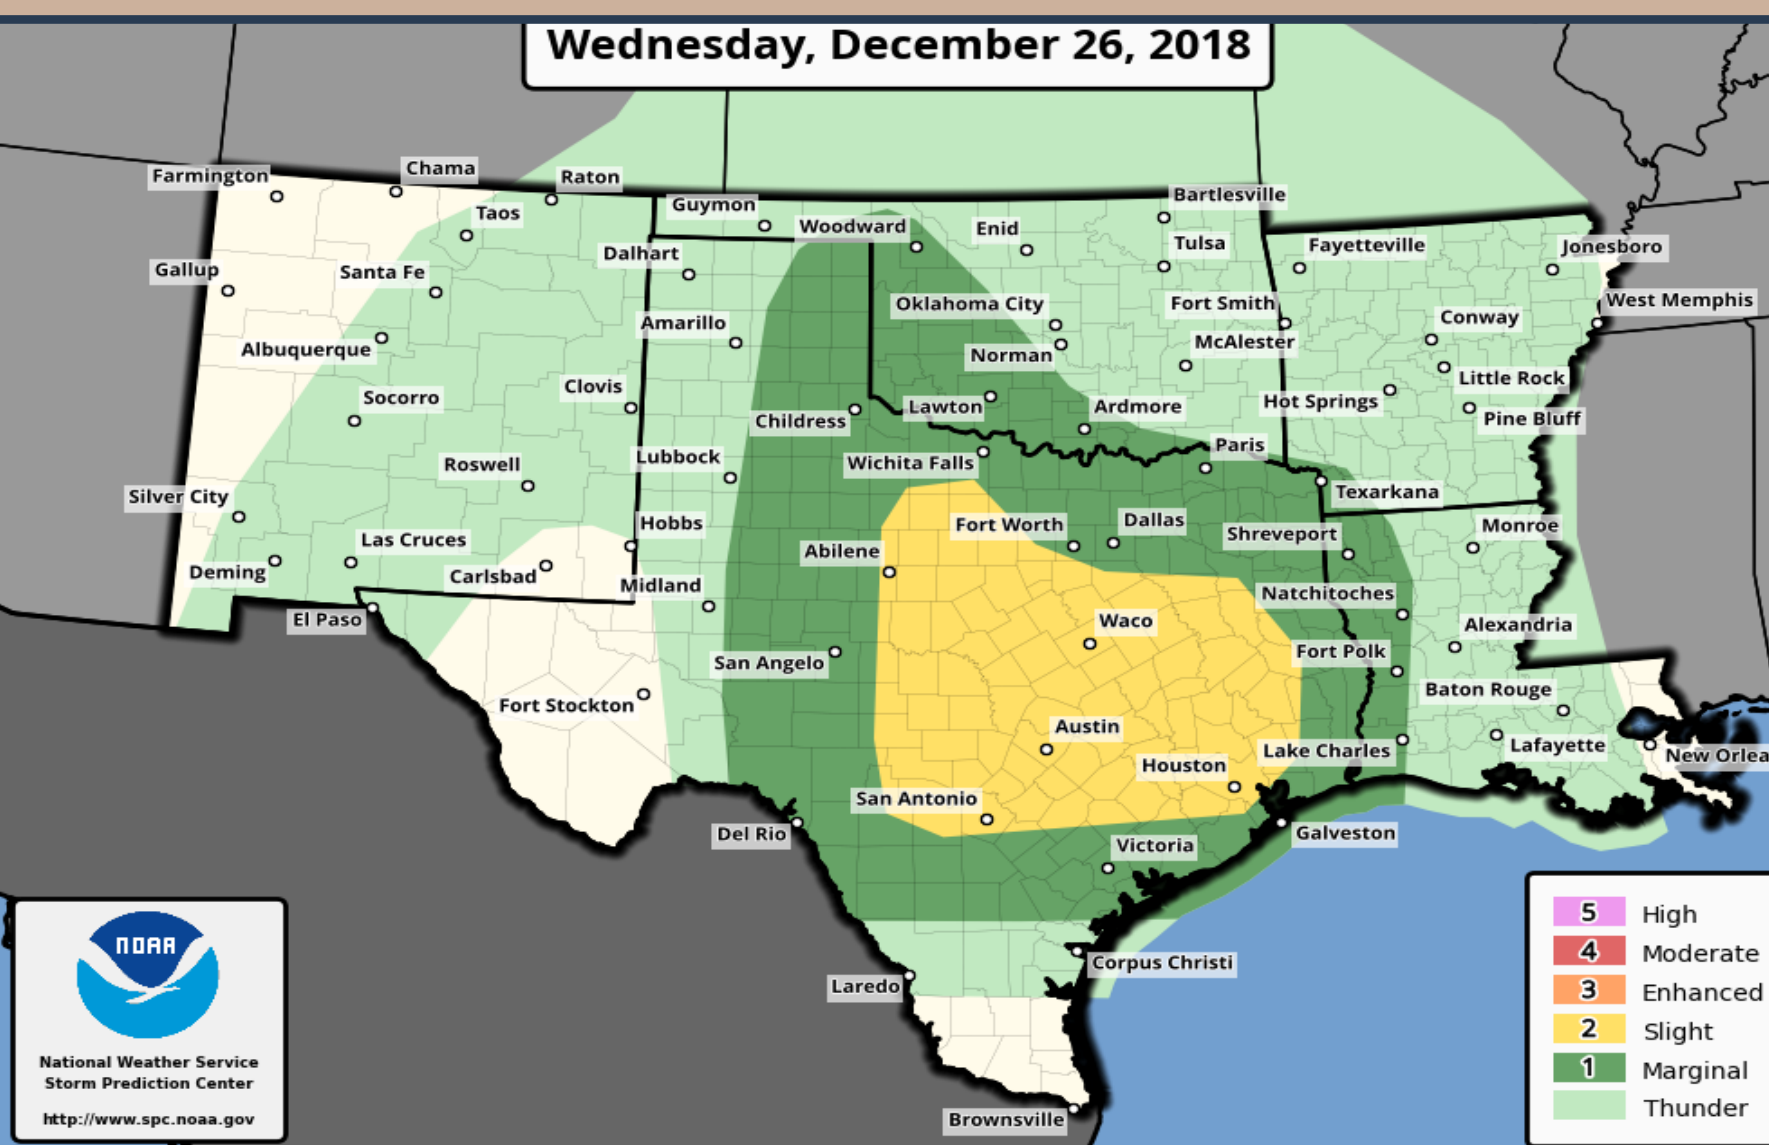 Wednesday, December 26, 2018
Farmington
Chama
Raton
Taos
Guymon
Woodward
Enid
Bartlesville
Tulsa
Fayetteville
Jonesboro
Gallup
Santa Fe
Dalhart
Oklahoma City
Fort Smith
Conway
West Memphis
Albuquerque
Amarillo
Norman
McAlester
Little Rock
Socorro
Clovis
Childress
Lawton
Ardmore
Hot Springs
Pine Bluff
Roswell
Lubbock
Wichita Falls
Paris
Texarkana
Silver City
Las Cruces
Hobbs
Fort Worth
Dallas
Shreveport
Monroe
Deming
Carlsbad
Midland
Abilene
Natchitoches
El Paso
Waco
Alexandria
San Angelo
Fort Polk
Fort Stockton
Baton Rouge
Austin
Lake Charles
Lafayette
New Orlea
Houston
San Antonio
Del Rio
Victoria
Galveston
Corpus Christi
Laredo
Brownsville
NOAA
National Weather Service
Storm Prediction Center
http://www.spc.noaa.gov
5 High
4 Moderate
3 Enhanced
2 Slight
1 Marginal
Thunder